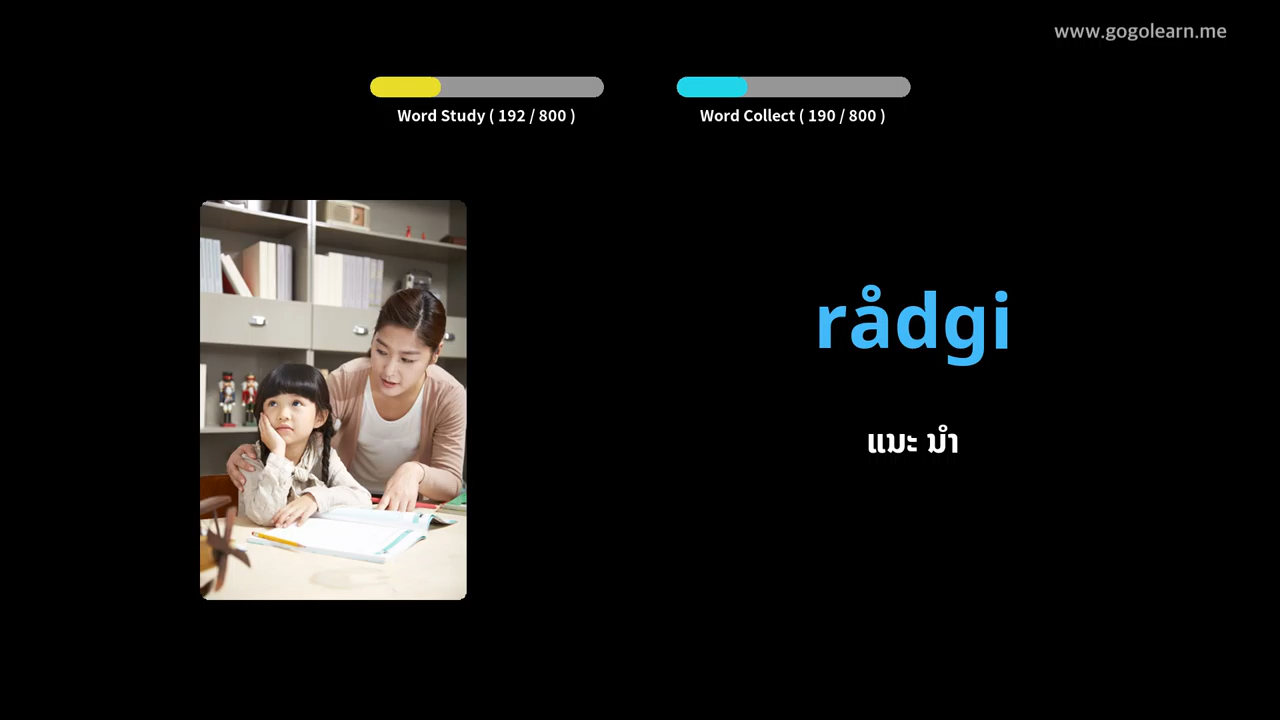 www.gogolearn.me
Word Study ( 192 / 800 )
Word Collect ( 190 / 800 )
rådgi
ແນະ ນໍາ